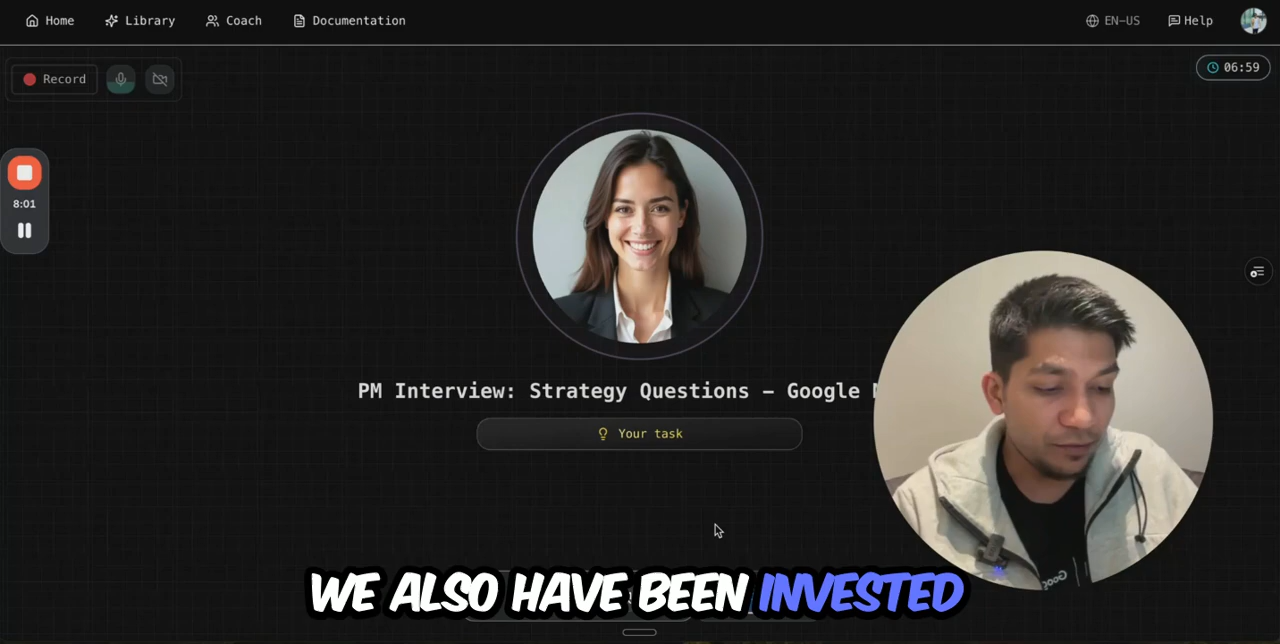 Home Library Coach Documentation EN-US Help
Record 06:59
8:01
PM Interview: Strategy Questions – Google
Your task
WE ALSO HAVE BEEN INVESTED